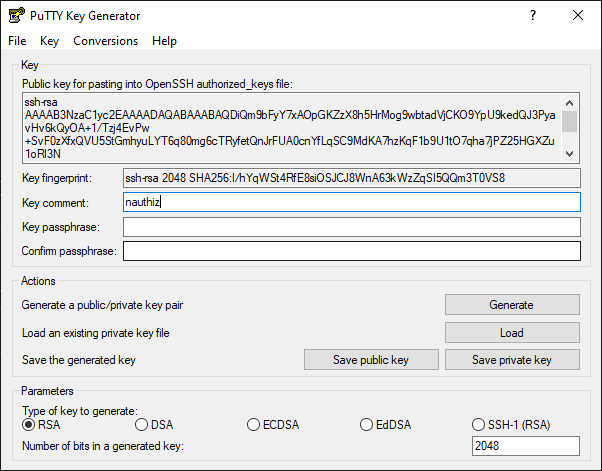 PuTTY Key Generator
File Key Conversions Help
Key
Public key for pasting into OpenSSH authorized_keys file:
ssh-rsa
AAAAB3NzaC1yc2EAAAADAQABAAABAQDiQm9bFyY7xAOpGKZzX8h5HrMog9wbtadVjCKO9YpU9kedQJ3Pya
vHv6kQyOA+1/Tzj4EvPw
+SvF0zXfxQVU5StGmhyuLYT6q80mg6cTRyfetQnJrFUA0cnYfLqSC9MdKA7hzKqF1b9U1tO7qha7jPZ25HGXZu
1oRI3N
Key fingerprint: ssh-rsa 2048 SHA256:I/hYqWSt4RfE8siOSJCJ8WnA63kWzZqSI5QQm3T0VS8
Key comment: nauthiz
Key passphrase:
Confirm passphrase:
Actions
Generate a public/private key pair Generate
Load an existing private key file Load
Save the generated key Save public key Save private key
Parameters
Type of key to generate:
RSA DSA ECDSA EdDSA SSH-1 (RSA)
Number of bits in a generated key: 2048